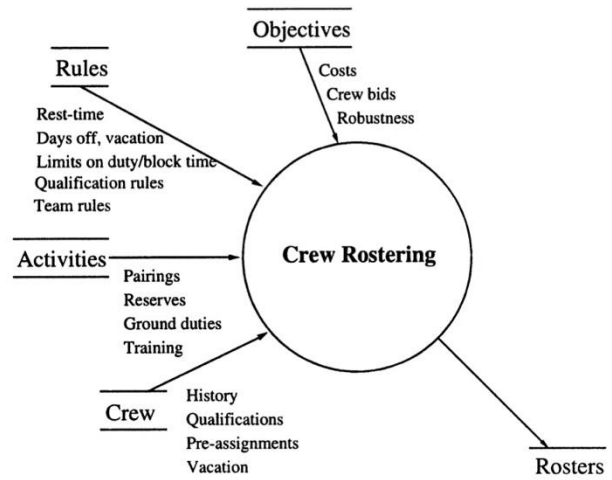 Objectives
Costs
Crew bids
Robustness
Rules
Rest-time
Days off, vacation
Limits on duty/block time
Qualification rules
Team rules
Crew Rostering
Activities
Pairings
Reserves
Ground duties
Training
Crew
History
Qualifications
Pre-assignments
Vacation
Rosters